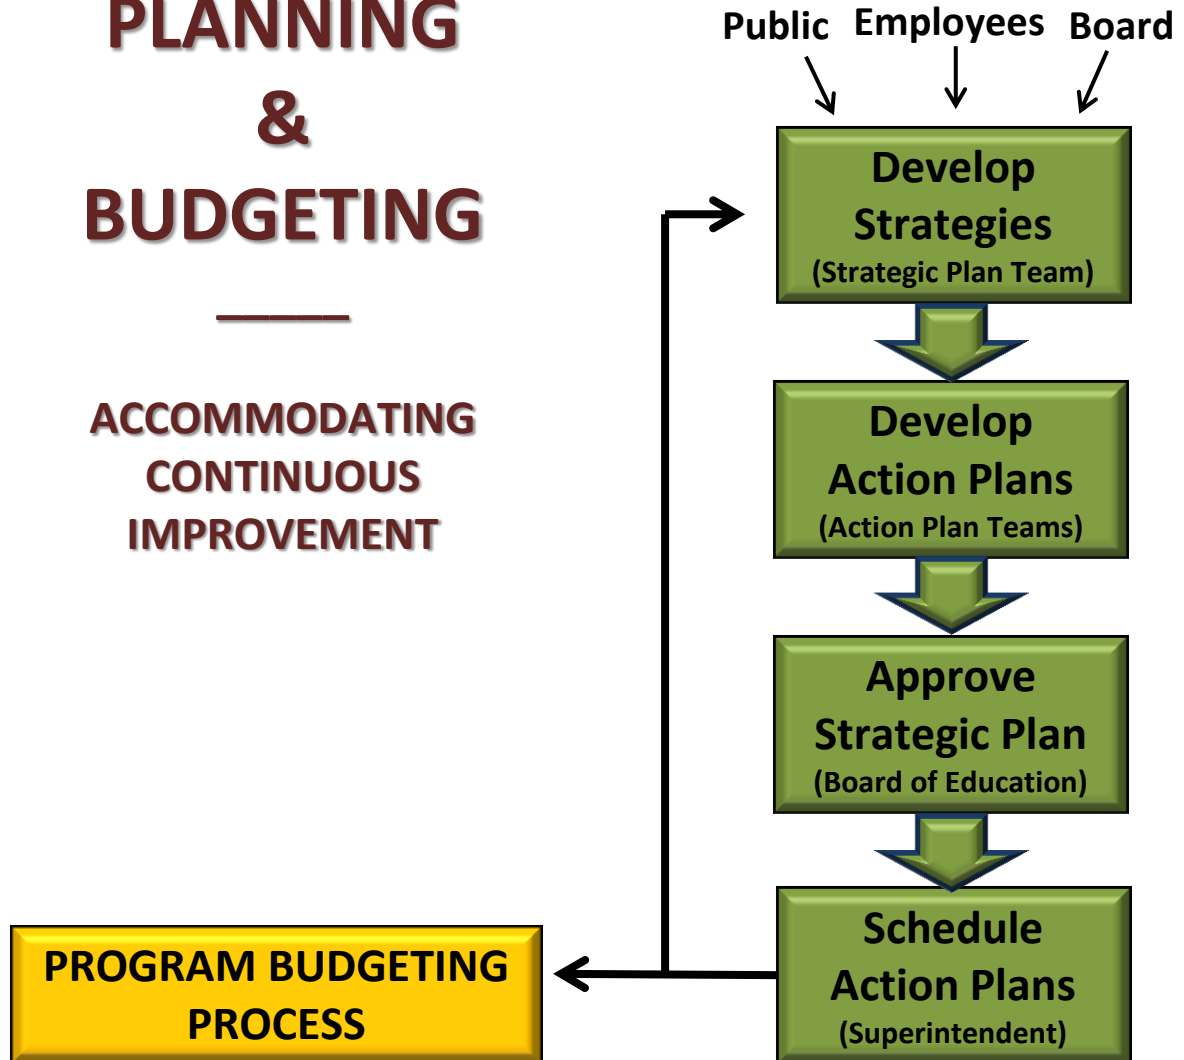 PLANNING
&
BUDGETING
_____
ACCOMMODATING
CONTINUOUS
IMPROVEMENT
Public Employees Board
Develop
Strategies
(Strategic Plan Team)
Develop
Action Plans
(Action Plan Teams)
Approve
Strategic Plan
(Board of Education)
Schedule
Action Plans
(Superintendent)
PROGRAM BUDGETING
PROCESS